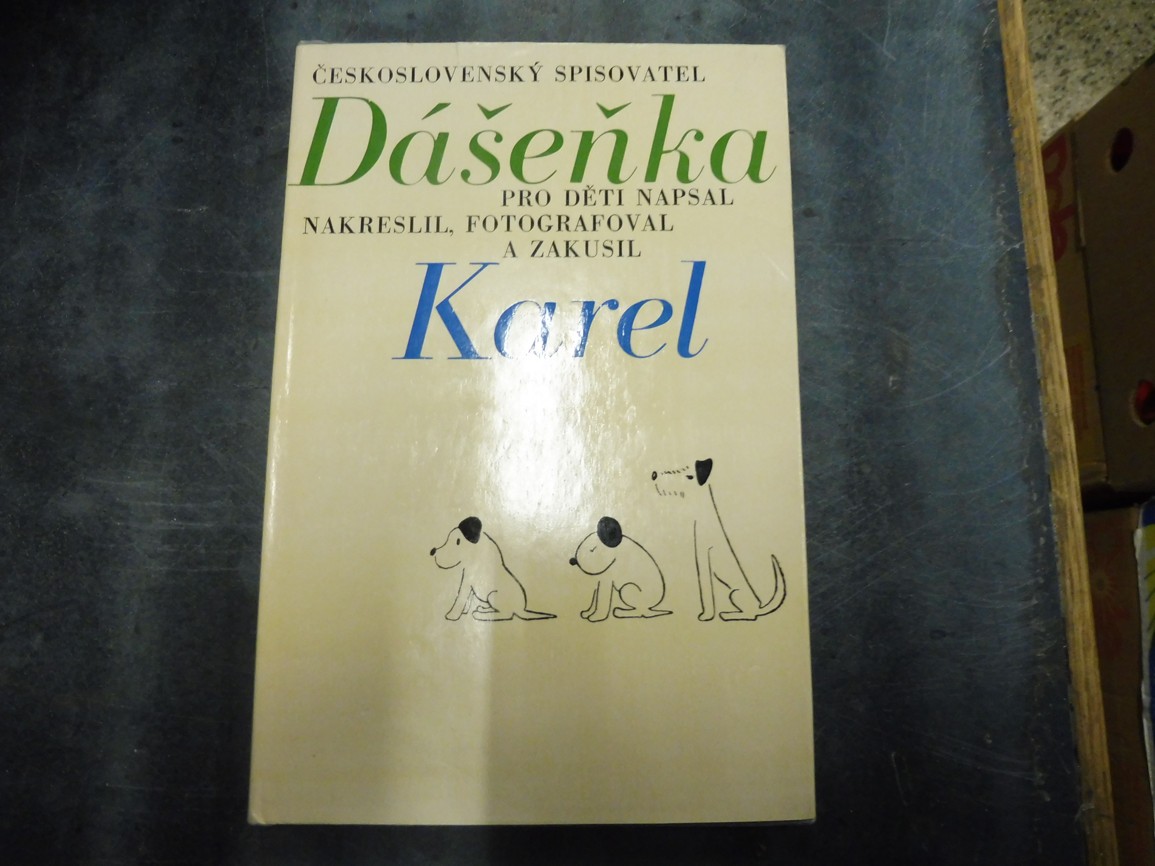 ČESKOSLOVENSKÝ SPISOVATEL
Dášeňka
PRO DĚTI NAPSAL
NAKRESLIL, FOTOGRAFOVAL
A ZAKUSIL
Karel